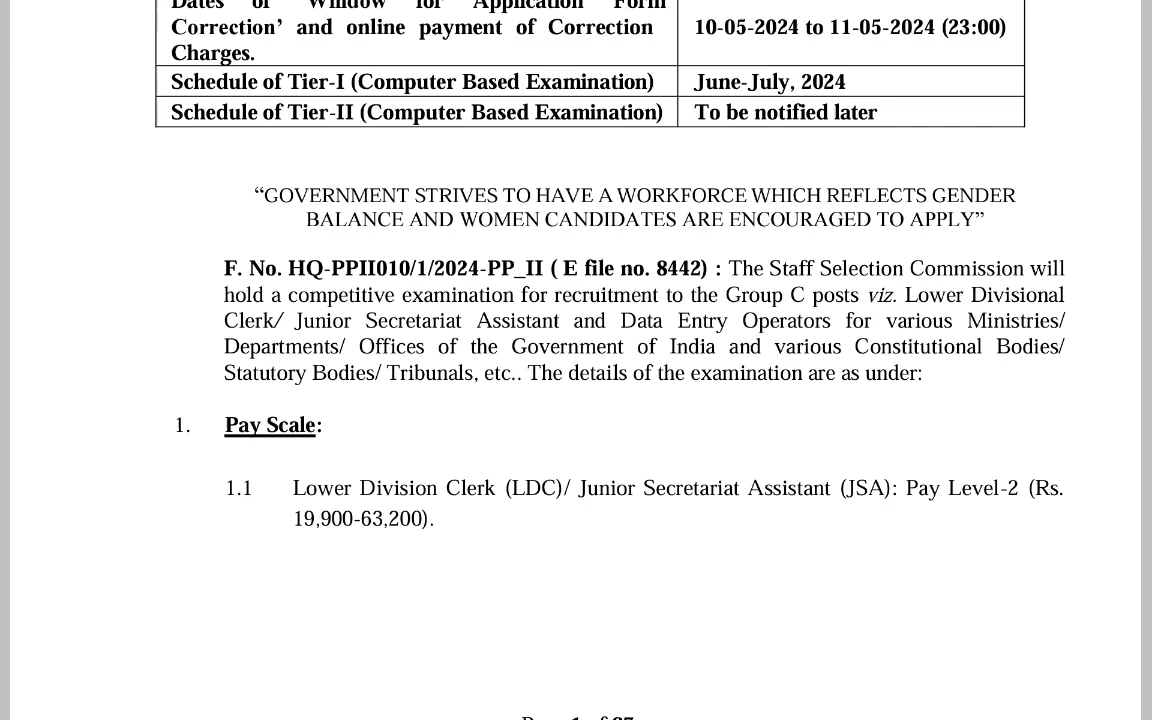 Dates of 'Window for Application Form
Correction' and online payment of Correction
Charges.
10-05-2024 to 11-05-2024 (23:00)
Schedule of Tier-I (Computer Based Examination)
June-July, 2024
Schedule of Tier-II (Computer Based Examination)
To be notified later
“GOVERNMENT STRIVES TO HAVE A WORKFORCE WHICH REFLECTS GENDER
BALANCE AND WOMEN CANDIDATES ARE ENCOURAGED TO APPLY”
F. No. HQ-PPII010/1/2024-PP_II ( E file no. 8442) : The Staff Selection Commission will
hold a competitive examination for recruitment to the Group C posts viz. Lower Divisional
Clerk/ Junior Secretariat Assistant and Data Entry Operators for various Ministries/
Departments/ Offices of the Government of India and various Constitutional Bodies/
Statutory Bodies/ Tribunals, etc.. The details of the examination are as under:
1. Pay Scale:
1.1 Lower Division Clerk (LDC)/ Junior Secretariat Assistant (JSA): Pay Level-2 (Rs.
19,900-63,200).